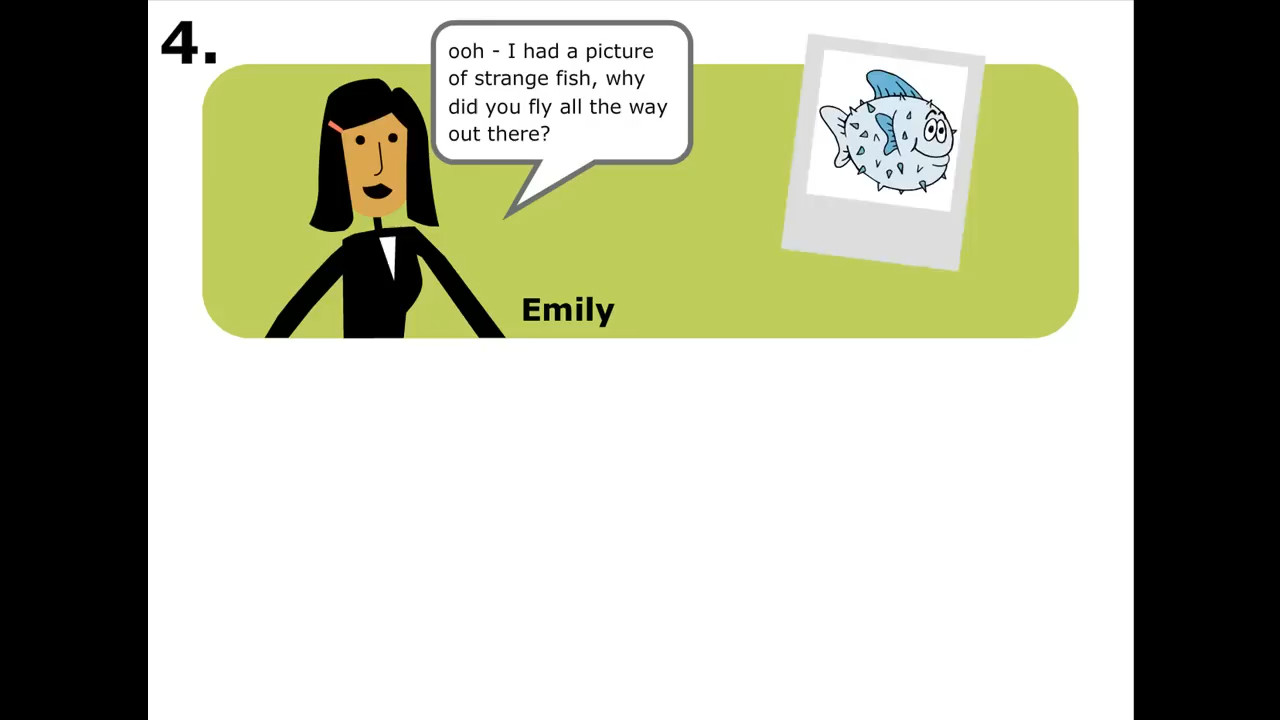 4.
ooh - I had a picture
of strange fish, why
did you fly all the way
out there?
Emily